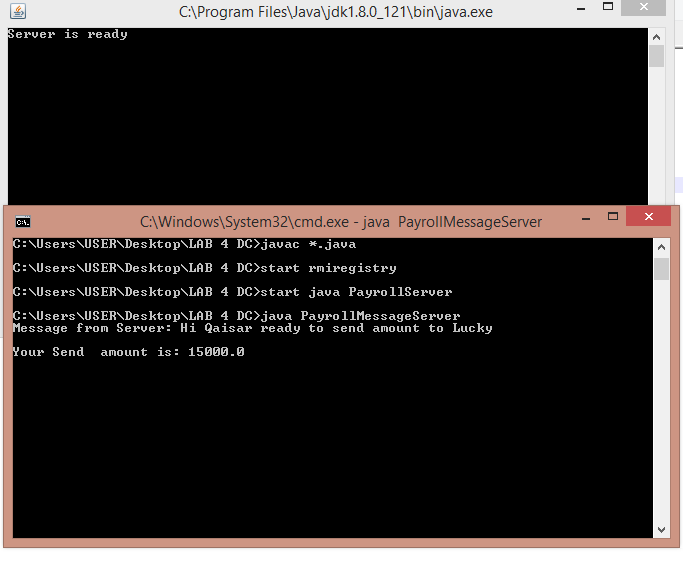 C:\Program Files\Java\jdk1.8.0_121\bin\java.exe
Server is ready
C:\Windows\System32\cmd.exe - java  PayrollMessageServer
C:\Users\USER\Desktop\LAB 4 DC>javac *.java
C:\Users\USER\Desktop\LAB 4 DC>start rmiregistry
C:\Users\USER\Desktop\LAB 4 DC>start java PayrollServer
C:\Users\USER\Desktop\LAB 4 DC>java PayrollMessageServer
Message from Server: Hi Qaisar ready to send amount to Lucky
Your Send  amount is: 15000.0